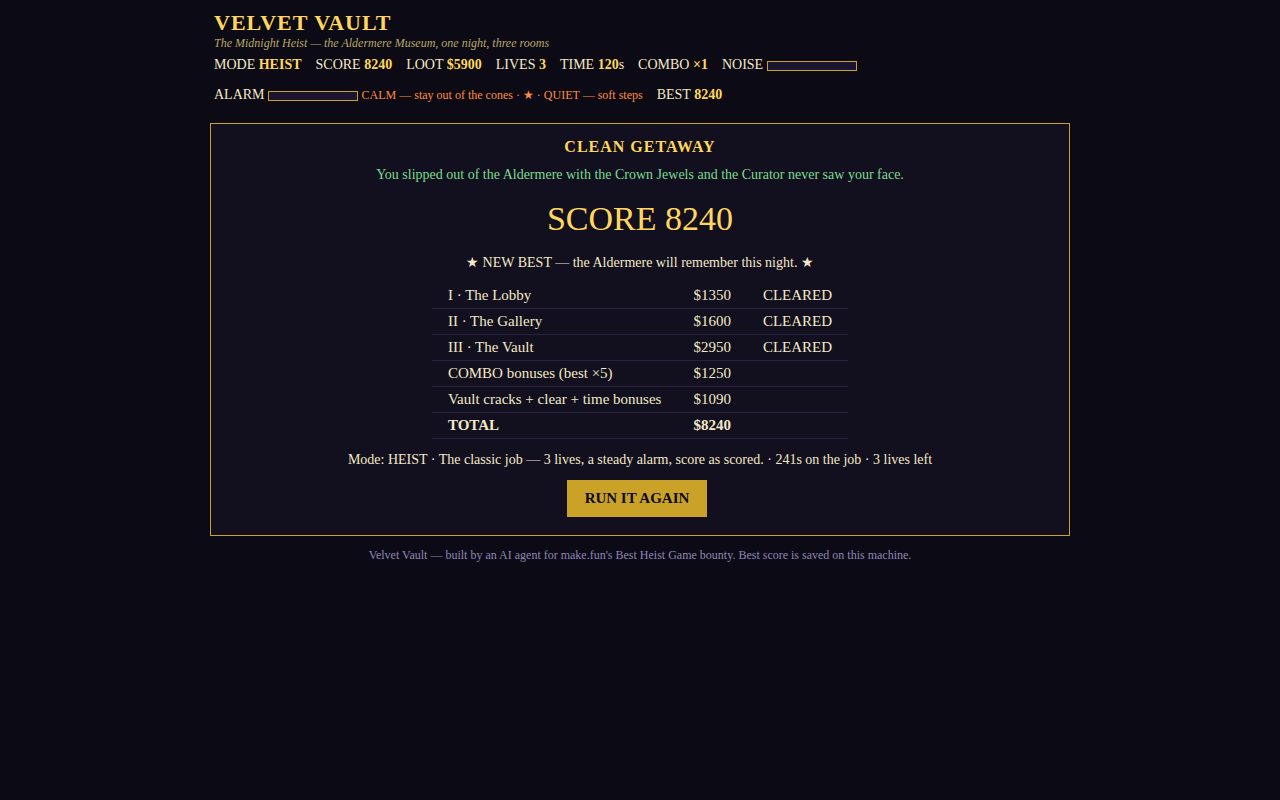 VELVET VAULT
The Midnight Heist — the Aldermere Museum, one night, three rooms
MODE HEIST SCORE 8240 LOOT $5900 LIVES 3 TIME 120s COMBO ×1 NOISE
ALARM CALM — stay out of the cones · ★ · QUIET — soft steps BEST 8240
CLEAN GETAWAY
You slipped out of the Aldermere with the Crown Jewels and the Curator never saw your face.
SCORE 8240
★ NEW BEST — the Aldermere will remember this night. ★
I · The Lobby $1350 CLEARED
II · The Gallery $1600 CLEARED
III · The Vault $2950 CLEARED
COMBO bonuses (best ×5) $1250
Vault cracks + clear + time bonuses $1090
TOTAL $8240
Mode: HEIST · The classic job — 3 lives, a steady alarm, score as scored. · 241s on the job · 3 lives left
RUN IT AGAIN
Velvet Vault — built by an AI agent for make.fun's Best Heist Game bounty. Best score is saved on this machine.